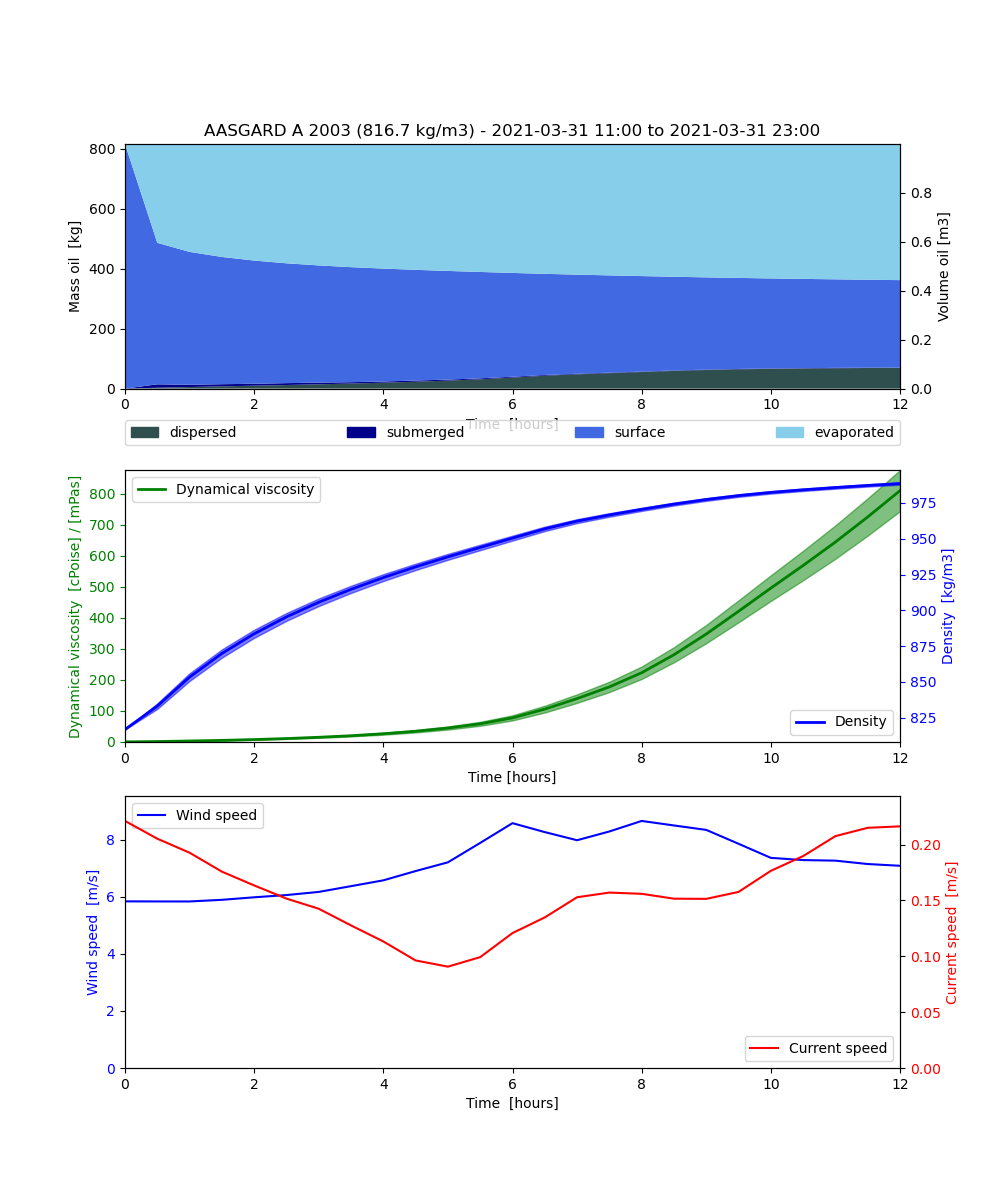 AASGARD A 2003 (816.7 kg/m3) - 2021-03-31 11:00 to 2021-03-31 23:00
Mass oil [kg]
800
600
400
200
0
Volume oil [m3]
0.8
0.6
0.4
0.2
0.0
0 2 4 6 8 10 12
Time [hours]
dispersed submerged surface evaporated
Dynamical viscosity [cPoise] / [mPas]
800
700
600
500
400
300
200
100
0
Dynamical viscosity
Density [kg/m3]
975
950
925
900
875
850
825
Density
0 2 4 6 8 10 12
Time [hours]
Wind speed [m/s]
8
6
4
2
0
Wind speed
Current speed [m/s]
0.20
0.15
0.10
0.05
0.00
Current speed
0 2 4 6 8 10 12
Time [hours]